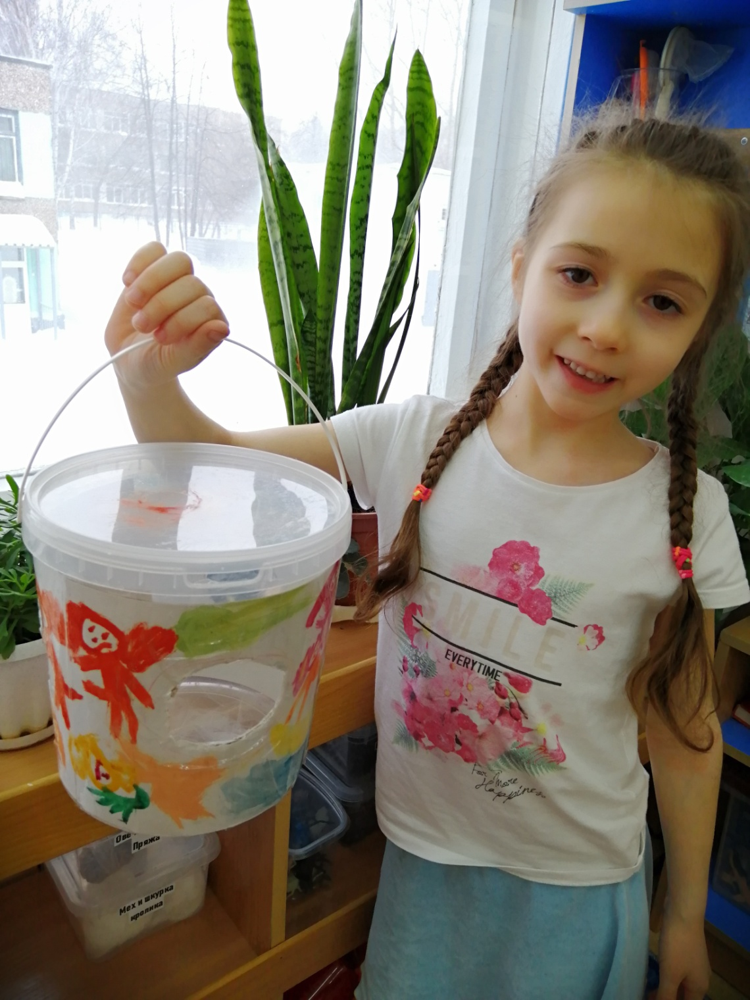 SMILE
EVERYTIME
For more
Happiness
Пряжа
Мех и шкурка
кролика